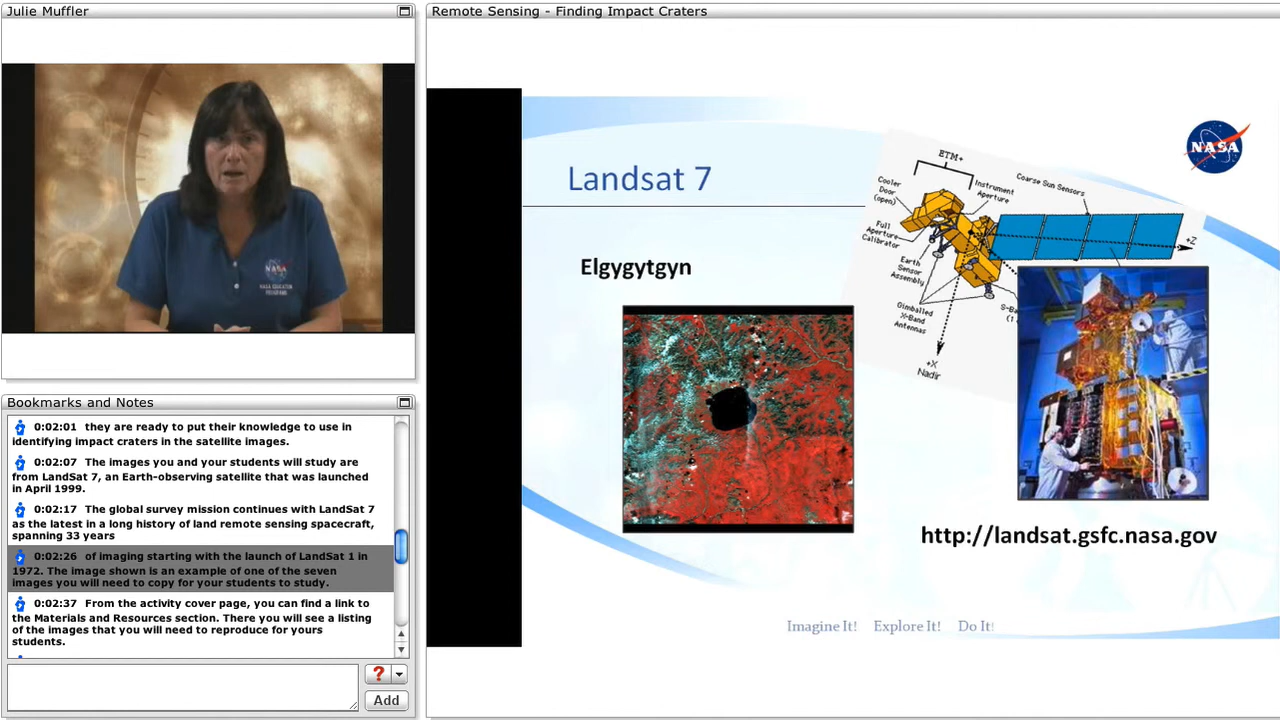 Julie Muffler
NASA
NASA EDUCATOR
PROGRAMS
Bookmarks and Notes
0:02:01 they are ready to put their knowledge to use in
identifying impact craters in the satellite images.
0:02:07 The images you and your students will study are
from LandSat 7, an Earth-observing satellite that was launched
in April 1999.
0:02:17 The global survey mission continues with LandSat 7
as the latest in a long history of land remote sensing spacecraft,
spanning 33 years
0:02:26 of imaging starting with the launch of LandSat 1 in
1972. The image shown is an example of one of the seven
images you will need to copy for your students to study.
0:02:37 From the activity cover page, you can find a link to
the Materials and Resources section. There you will see a listing
of the images that you will need to reproduce for yours
students.
?
Add
Remote Sensing - Finding Impact Craters
NASA
Landsat 7
ETM+
Cooler
Door
(open)
Instrument
Aperture
Coarse Sun Sensors
Full
Aperture
Calibrator
+Z
Earth
Sensor
Assembly
Gimballed
X-Band
Antennas
S-Ba
(1
+X
Nadir
Elgygytgyn
http://landsat.gsfc.nasa.gov
Imagine It! Explore It! Do It!